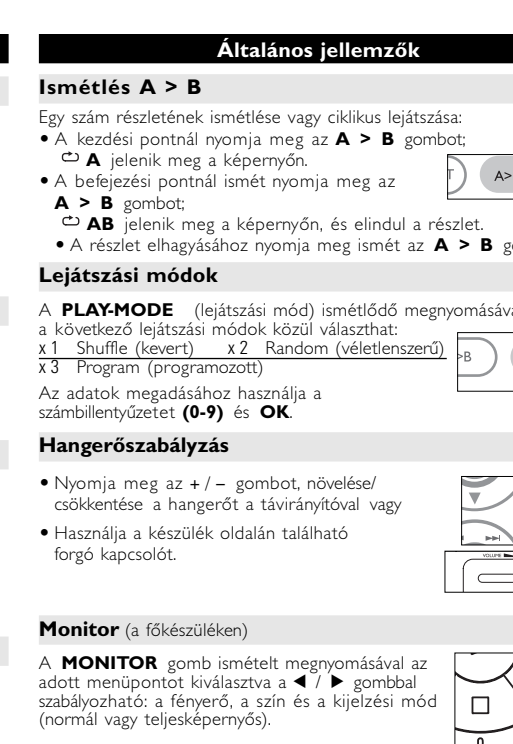 Általános jellemzők
Ismétlés A > B
Egy szám részletének ismétlése vagy ciklikus lejátszása:
• A kezdési pontnál nyomja meg az A > B gombot;
A jelenik meg a képernyőn.
• A befejezési pontnál ismét nyomja meg az
A > B gombot;
AB jelenik meg a képernyőn, és elindul a részlet.
• A részlet elhagyásához nyomja meg ismét az A > B
T
A>
Lejátszási módok
A PLAY-MODE (lejátszási mód) ismétlődő
a következő lejátszási módok közül választhat:
x 1 Shuffle (kevert) x 2 Random (véletlenszerű)
x 3 Program (programozott)
>B
Az adatok megadásához használja a
számbillentyűzetet (0-9) és OK.
Hangerőszabályzás
• Nyomja meg az + / – gombot, növelése/
csökkentése a hangerőt a távirányítóval vagy
• Használja a készülék oldalán található
forgó kapcsolót.
VOLUME
Monitor (a főkészüléken)
A MONITOR gomb ismételt megnyomásával az
adott menüpontot kiválasztva a ◀ / ▶ gombbal
szabályozható: a fényerő, a szín és a kijelzési mód
(normál vagy teljesképernyős).